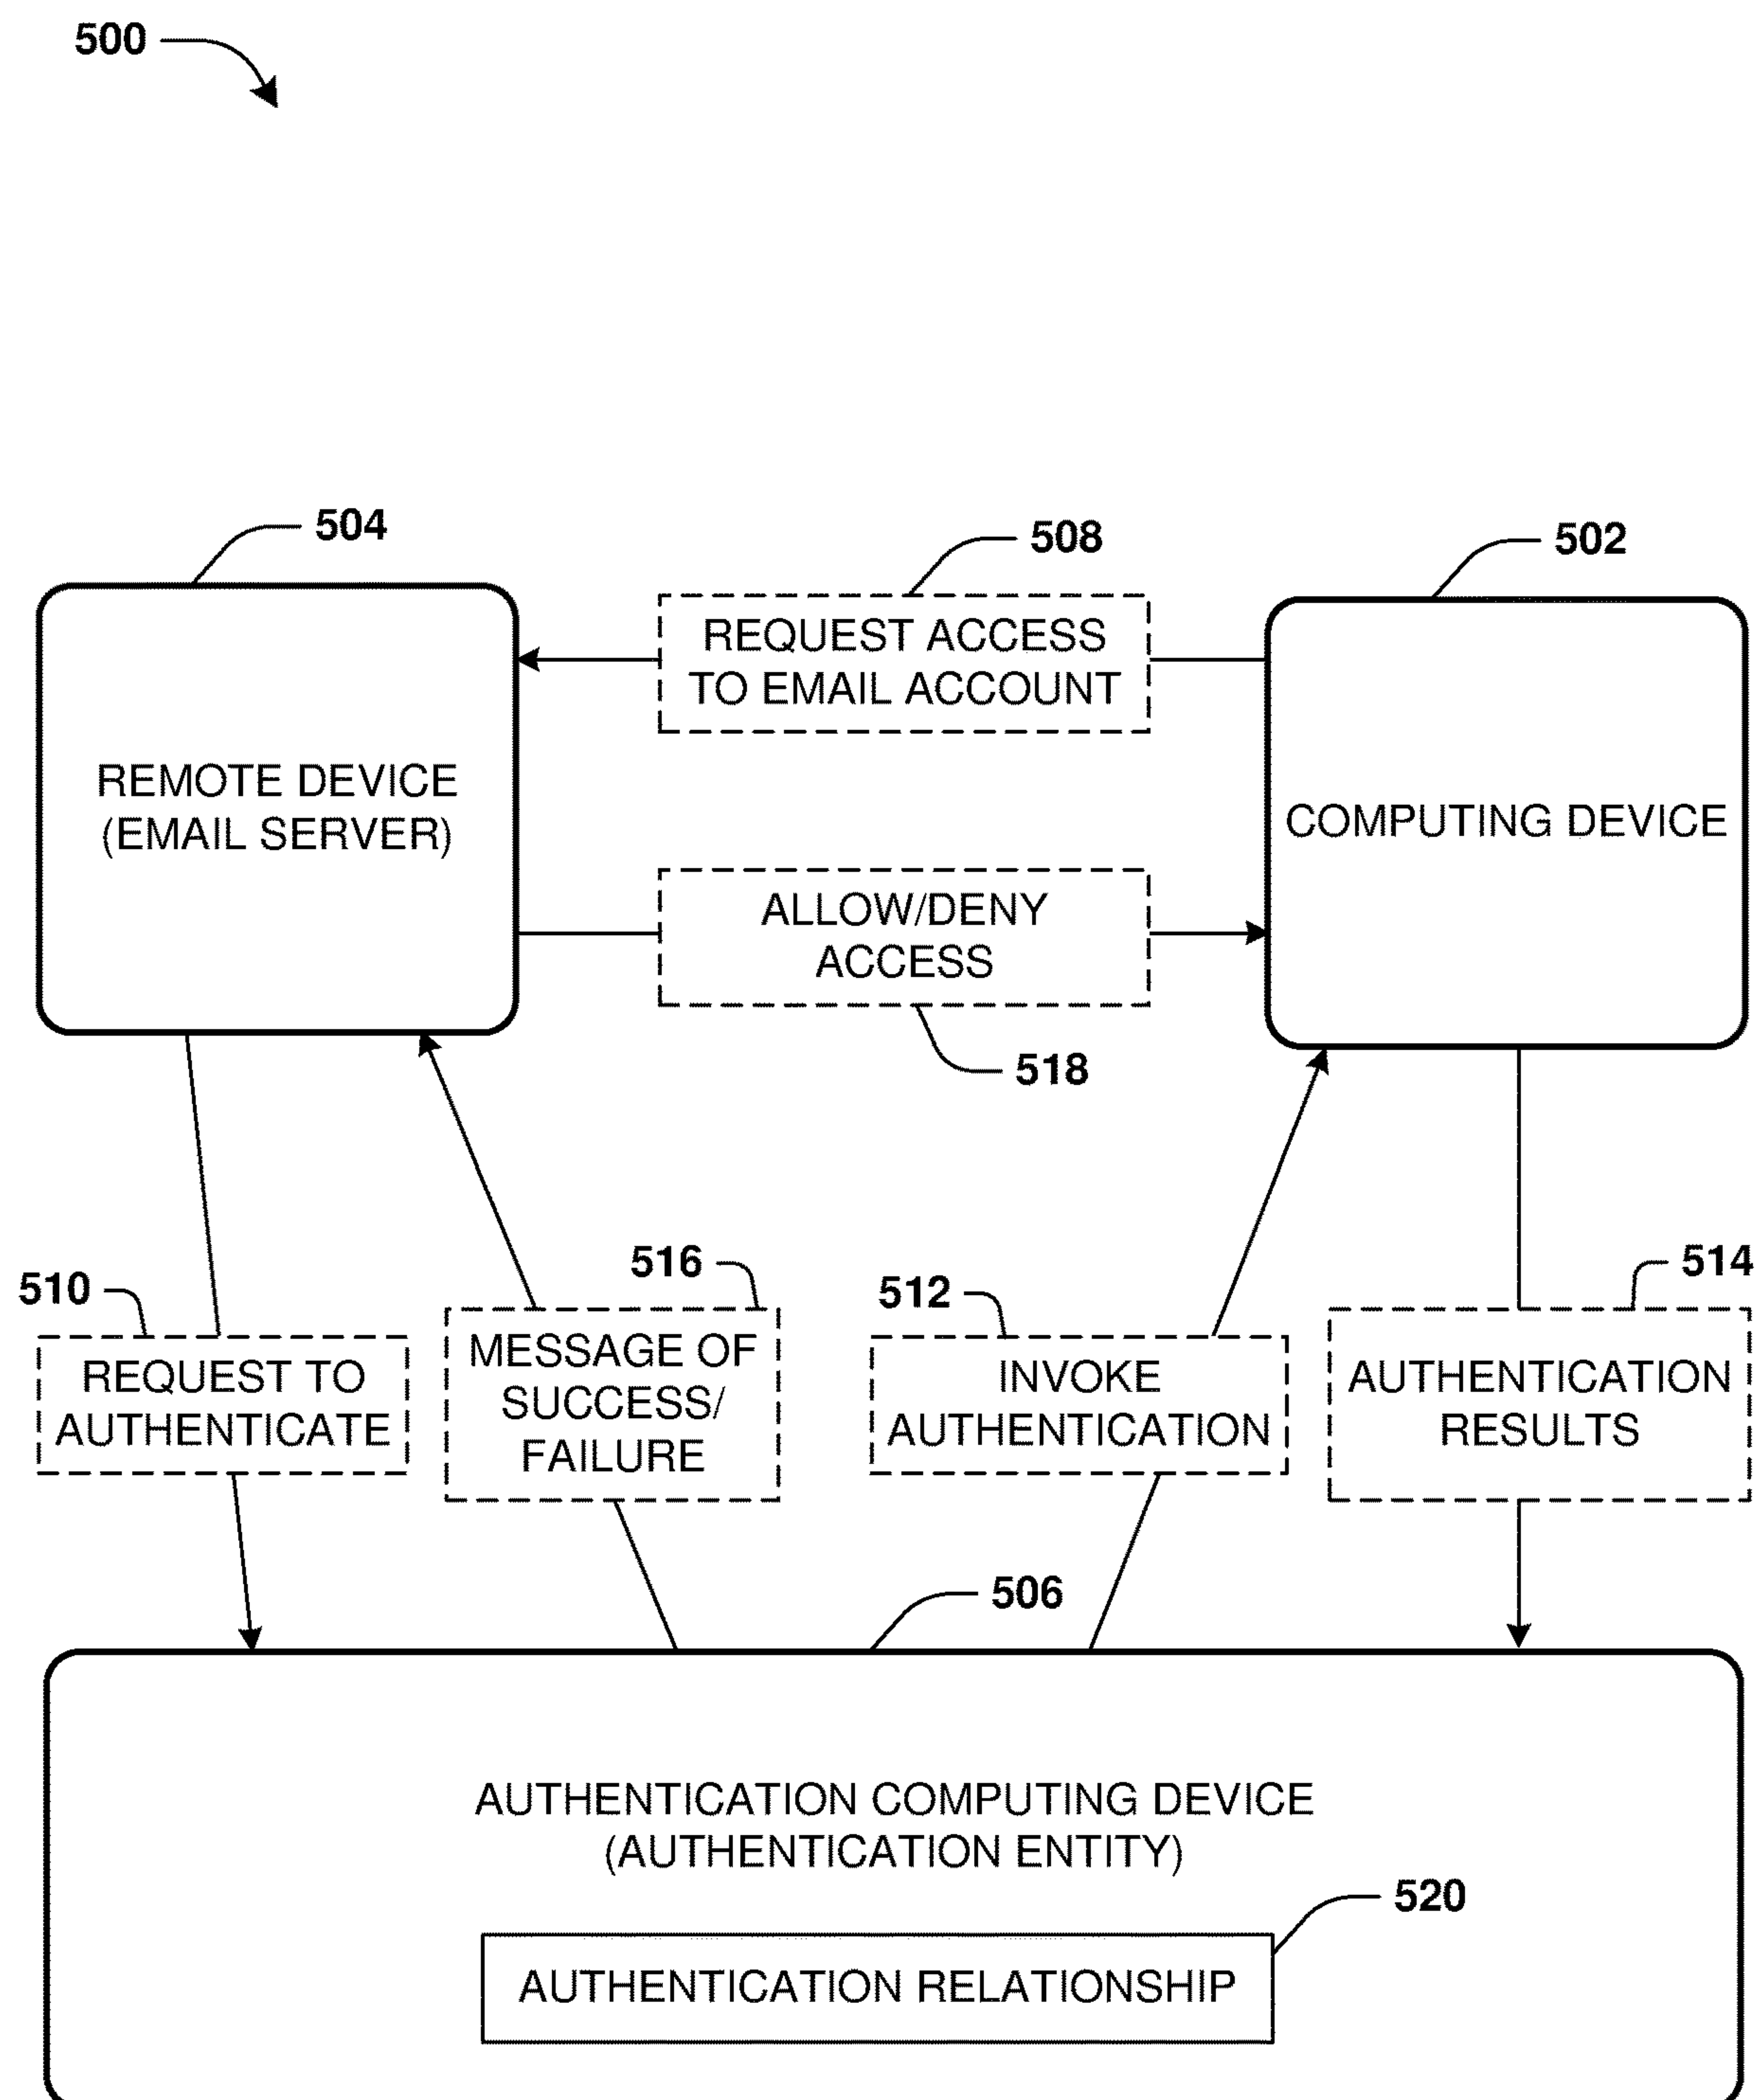 500
504
508
502
REQUEST ACCESS
TO EMAIL ACCOUNT
REMOTE DEVICE
(EMAIL SERVER)
COMPUTING DEVICE
ALLOW/DENY
ACCESS
518
510
516
512
514
REQUEST TO
AUTHENTICATE
MESSAGE OF
SUCCESS/
FAILURE
INVOKE
AUTHENTICATION
AUTHENTICATION
RESULTS
506
AUTHENTICATION COMPUTING DEVICE
(AUTHENTICATION ENTITY)
520
AUTHENTICATION RELATIONSHIP